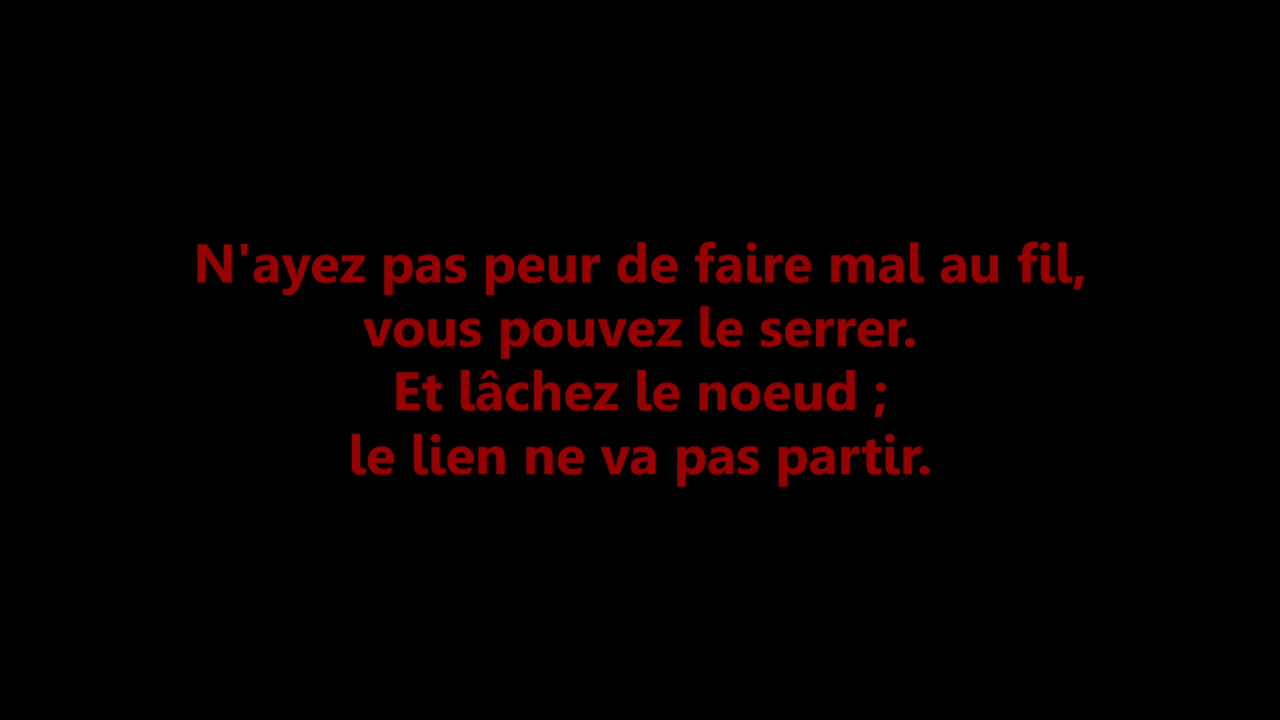 N'ayez pas peur de faire mal au fil,
vous pouvez le serrer.
Et lâchez le noeud ;
le lien ne va pas partir.